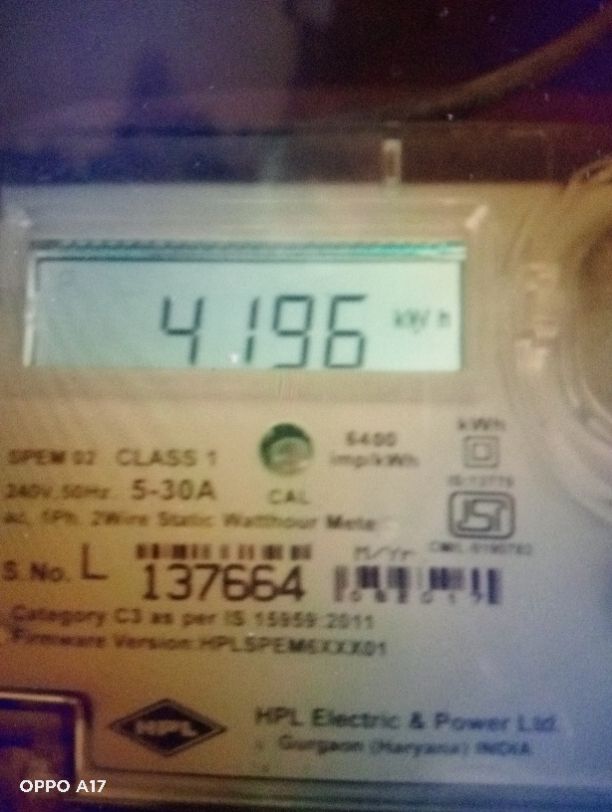 4196 kWh
kWh
SPEM 02 CLASS 1
6400
imp/kWh
240V, 50Hz. 5-30A
CAL
ac, 1Ph. 2Wire Static Watthour Meter
S.No. L 137664
M/Yr
Category C3 as per IS 15959:2011
Firmware Version:HPLSPEM6XXX01
HPL
HPL Electric & Power Ltd.
Gurgaon (Haryana) INDIA
OPPO A17